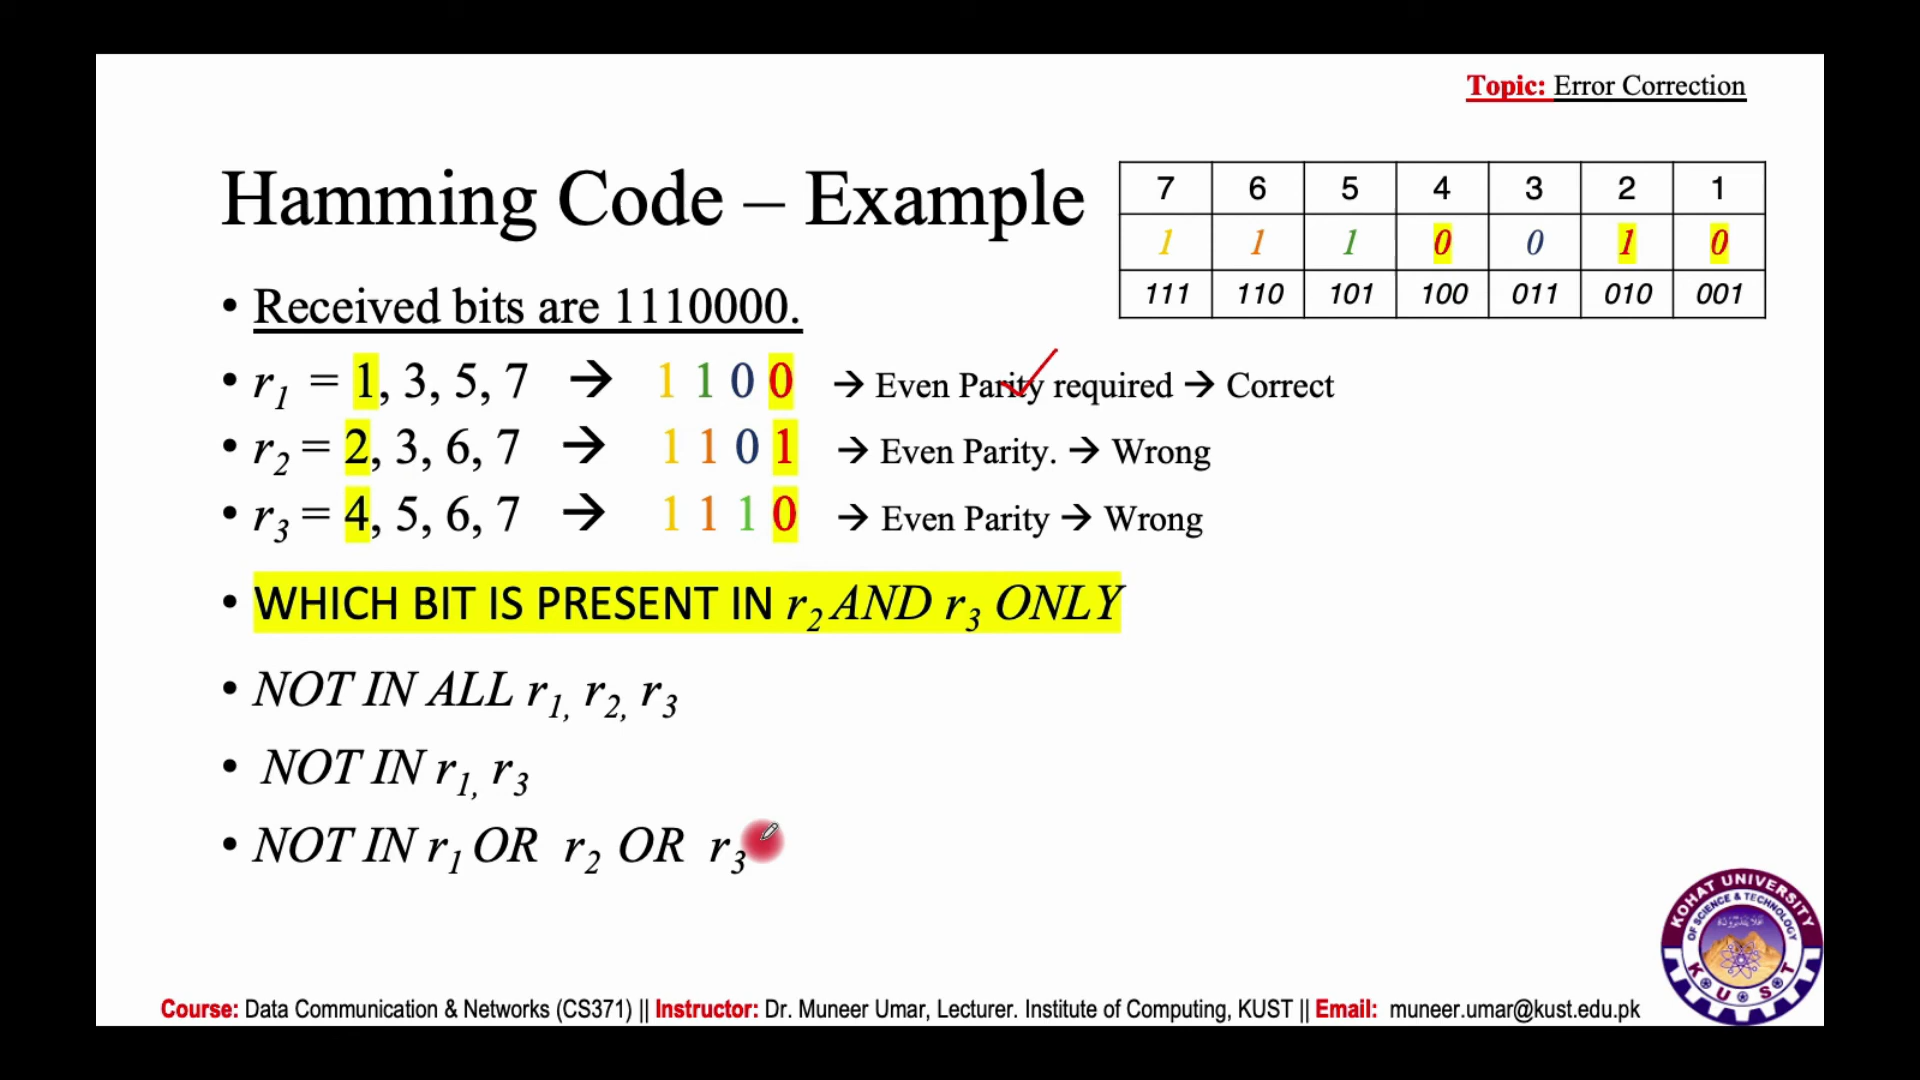 Topic: Error Correction
Hamming Code – Example
7 6 5 4 3 2 1
1 1 1 0 0 1 0
111 110 101 100 011 010 001
• Received bits are 1110000.
• r1 = 1, 3, 5, 7 → 1 1 0 0 → Even Parity required → Correct
• r2 = 2, 3, 6, 7 → 1 1 0 1 → Even Parity. → Wrong
• r3 = 4, 5, 6, 7 → 1 1 1 0 → Even Parity → Wrong
• WHICH BIT IS PRESENT IN r2 AND r3 ONLY
• NOT IN ALL r1, r2, r3
• NOT IN r1, r3
• NOT IN r1 OR r2 OR r3
KOHAT UNIVERSITY
OF SCIENCE & TECHNOLOGY
K U S T
Course: Data Communication & Networks (CS371) || Instructor: Dr. Muneer Umar, Lecturer. Institute of Computing, KUST || Email: muneer.umar@kust.edu.pk